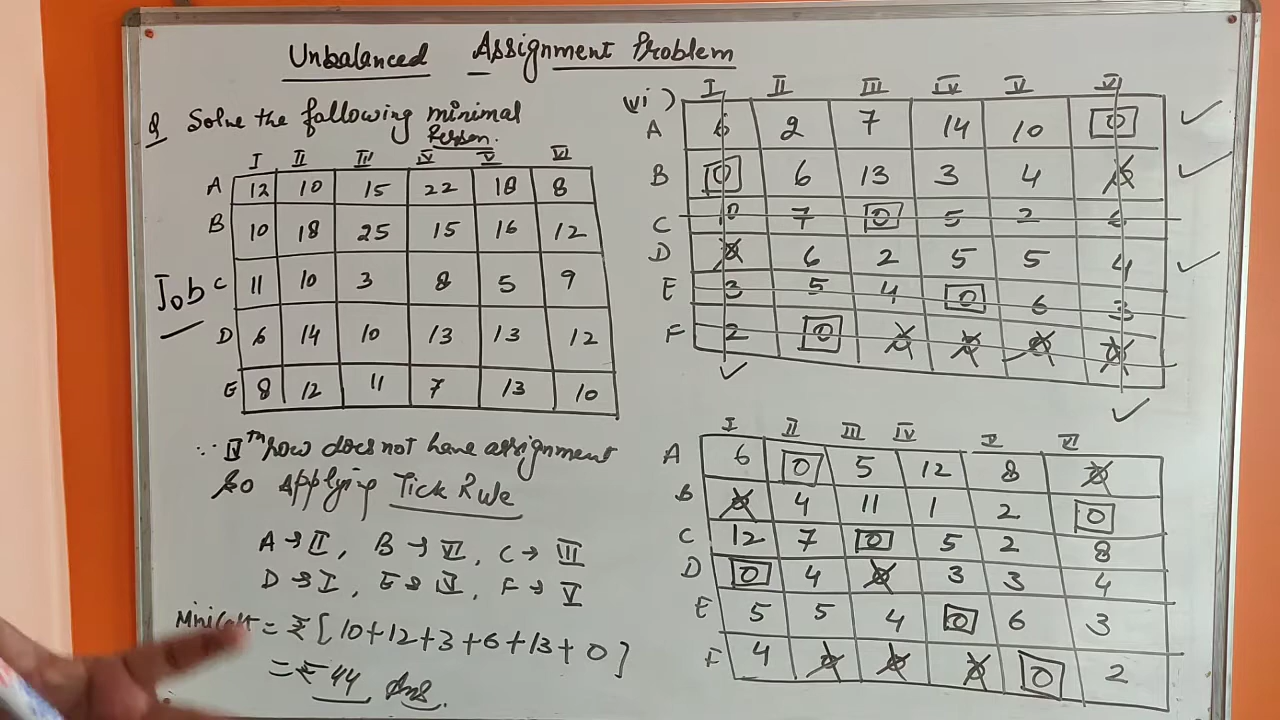 Unbalanced Assignment Problem
Q Solve the following minimal
Person.
I II III IV V VI
A 12 10 15 22 18 8
B 10 18 25 15 16 12
Job C 11 10 3 8 5 9
D 6 14 10 13 13 12
E 8 12 11 7 13 10
∵ IVth row does not have assignment
So Applying Tick Rule
A → II, B → VI, C → III
D → I, E → IV, F → V
= ₹ [10+12+3+6+13+0]
= ₹ 44 Ans.
vi) I II III IV V VI
A 6 2 7 14 10 0 ✓
B 0 6 13 3 4 0 ✓
C 10 7 0 5 2
D 0 6 2 5 5 4 ✓
E 3 5 4 0 6 3
F 2 0 0 0 0 0
✓ ✓
I II III IV V VI
A 6 0 5 12 8 0
B 0 4 11 1 2 0
C 12 7 0 5 2 8
D 0 4 0 3 3 4
E 5 5 4 0 6 3
F 4 0 0 0 0 2